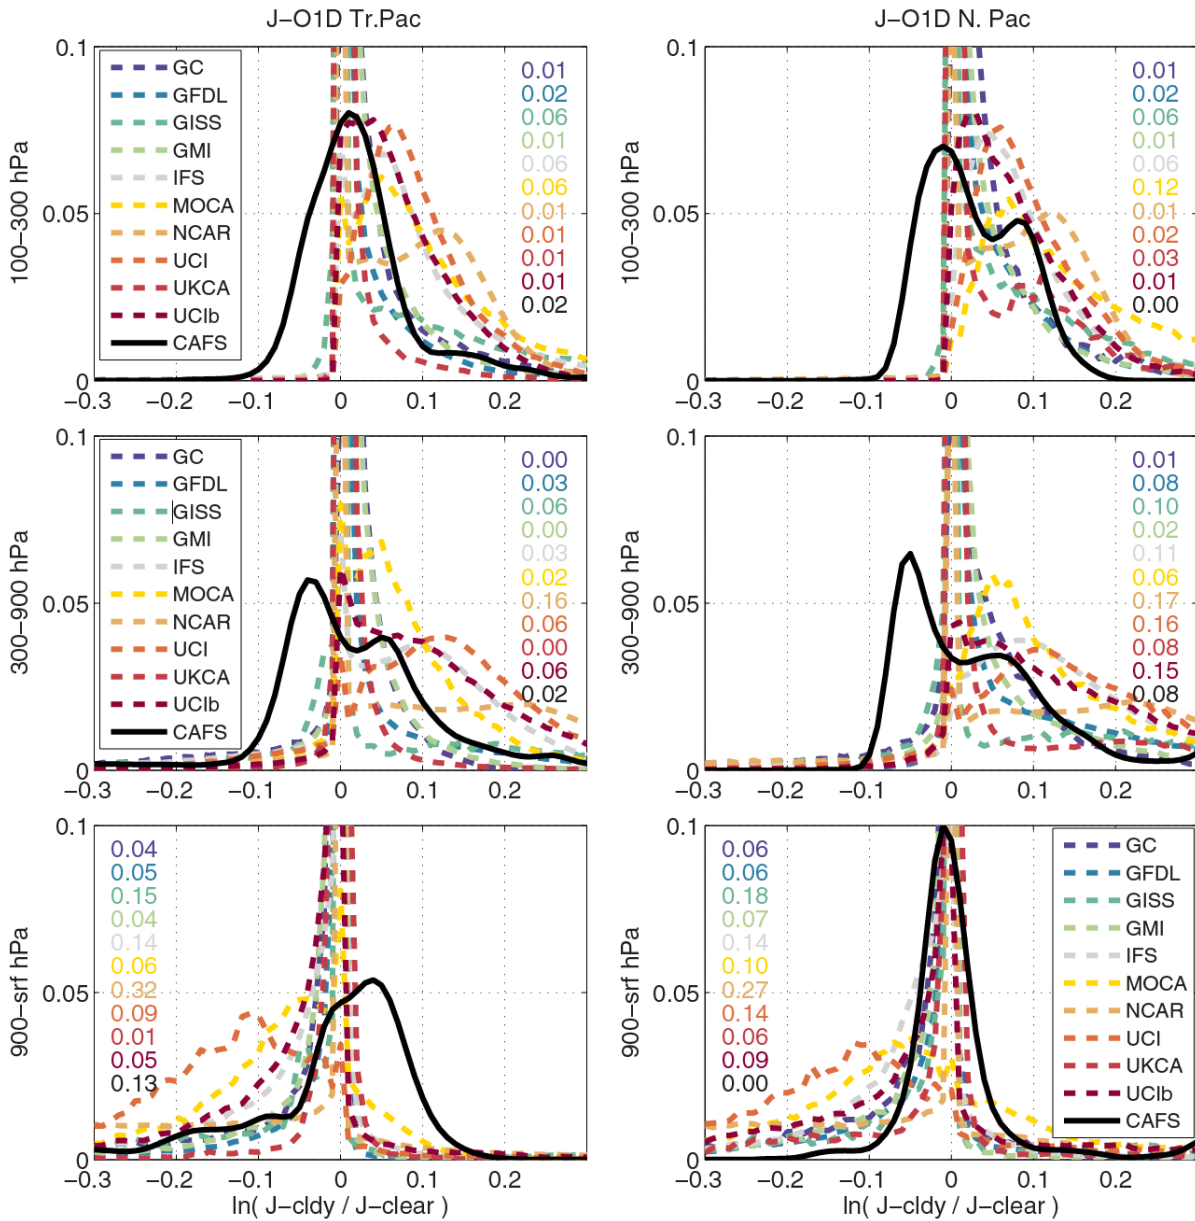 J−O1D Tr.Pac
0.1
0.05
0
100−300 hPa
GC
GFDL
GISS
GMI
IFS
MOCA
NCAR
UCI
UKCA
UCIb
CAFS
0.01
0.02
0.06
0.01
0.06
0.06
0.01
0.01
0.01
0.01
0.02
−0.3
−0.2
−0.1
0
0.1
0.2
J−O1D N. Pac
0.1
0.05
0
100−300 hPa
0.01
0.02
0.06
0.01
0.06
0.12
0.01
0.02
0.03
0.01
0.00
−0.3
−0.2
−0.1
0
0.1
0.2
0.1
0.05
0
300−900 hPa
GC
GFDL
GISS
GMI
IFS
MOCA
NCAR
UCI
UKCA
UCIb
CAFS
0.00
0.03
0.06
0.00
0.03
0.02
0.16
0.06
0.00
0.06
0.02
−0.3
−0.2
−0.1
0
0.1
0.2
0.1
0.05
0
300−900 hPa
0.01
0.08
0.10
0.02
0.11
0.06
0.17
0.16
0.08
0.15
0.08
−0.3
−0.2
−0.1
0
0.1
0.2
0.1
0.05
0
900−srf hPa
0.04
0.05
0.15
0.04
0.14
0.06
0.32
0.09
0.01
0.05
0.13
−0.3
−0.2
−0.1
0
0.1
0.2
ln( J−cldy / J−clear )
0.1
0.05
0
900−srf hPa
0.06
0.06
0.18
0.07
0.14
0.10
0.27
0.14
0.06
0.09
0.00
GC
GFDL
GISS
GMI
IFS
MOCA
NCAR
UCI
UKCA
UCIb
CAFS
−0.3
−0.2
−0.1
0
0.1
0.2
ln( J−cldy / J−clear )